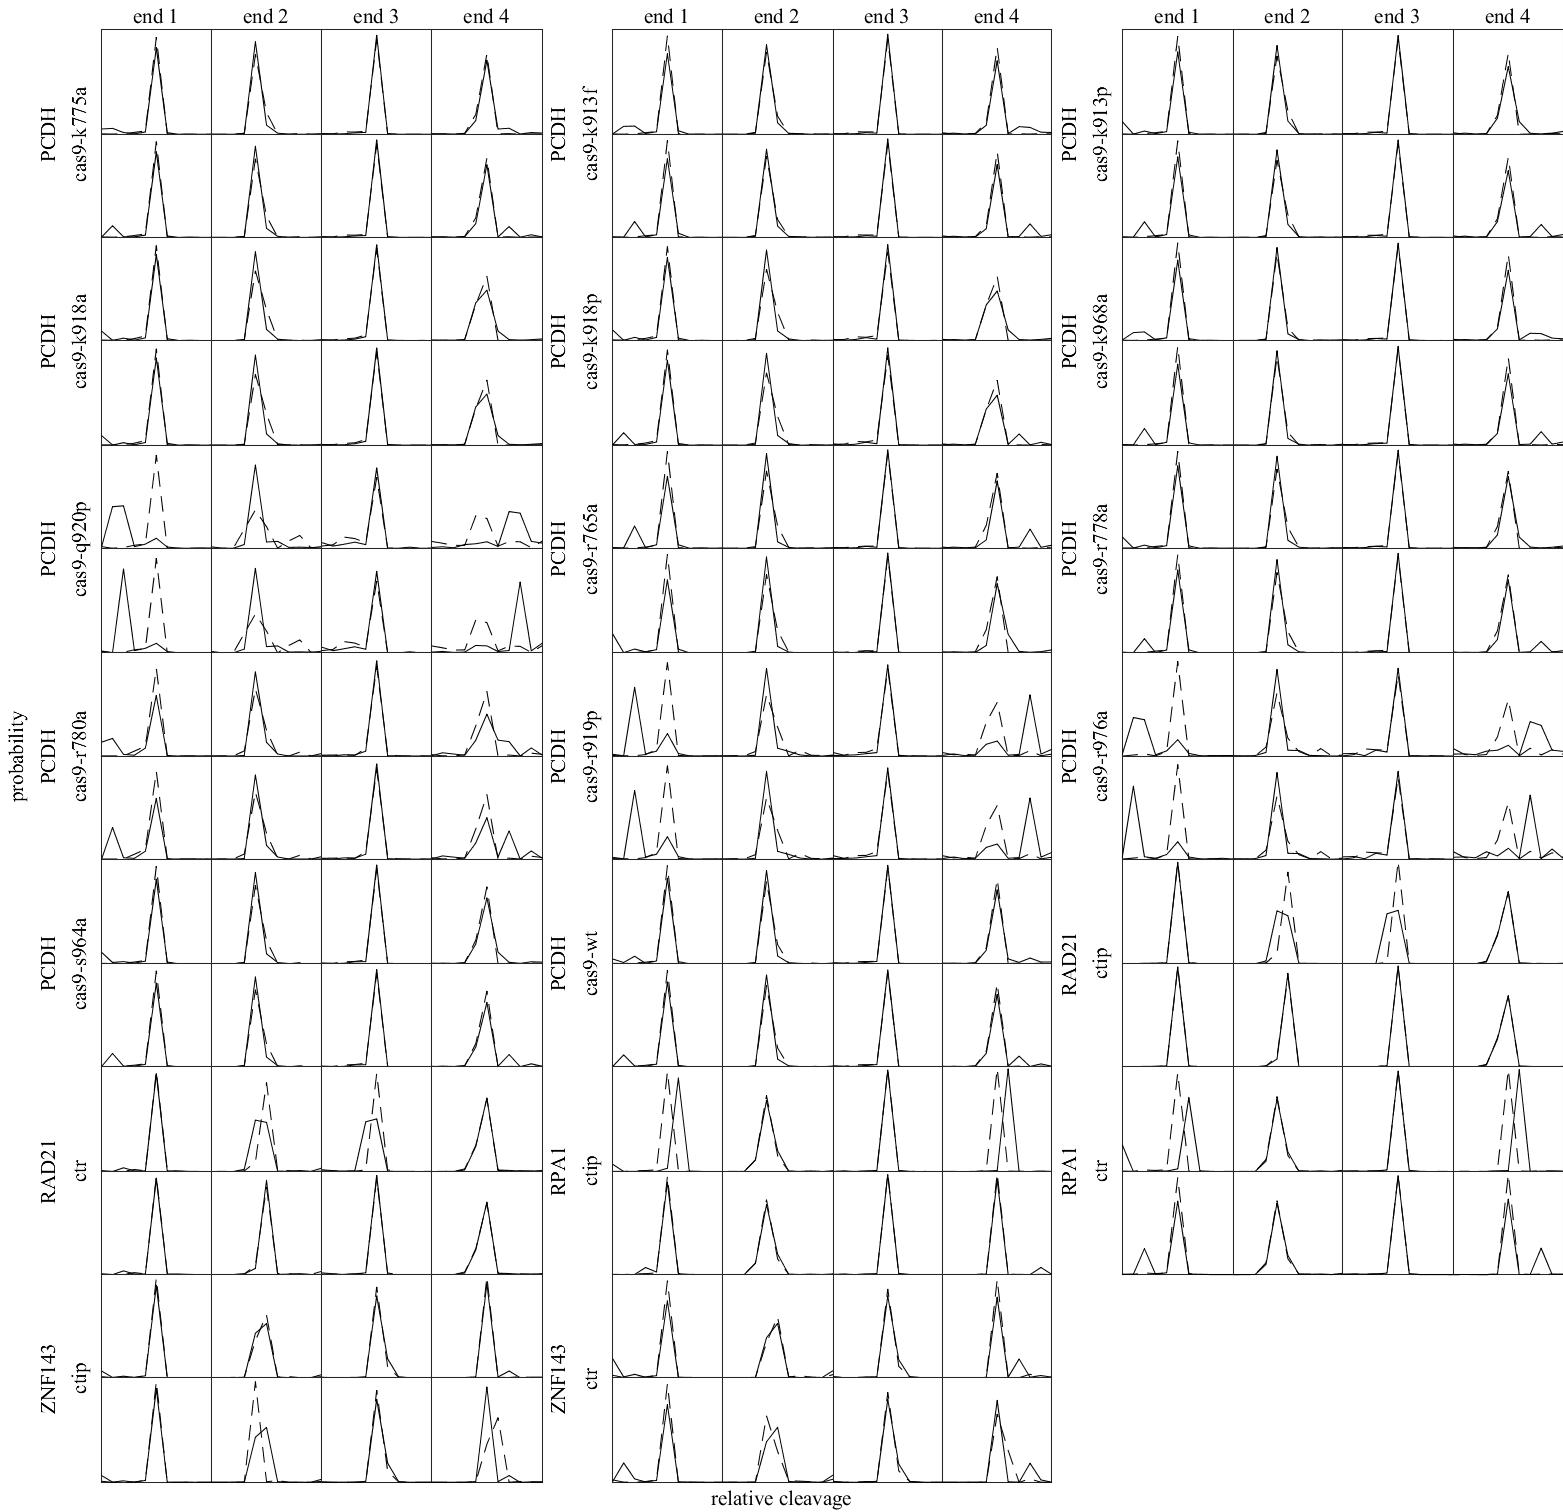 end 1 end 2 end 3 end 4 end 1 end 2 end 3 end 4 end 1 end 2 end 3 end 4
PCDH cas9-k775a PCDH cas9-k913f PCDH cas9-k913p
PCDH cas9-k918a PCDH cas9-k918p PCDH cas9-k968a
PCDH cas9-q920p PCDH cas9-r765a PCDH cas9-r778a
probability
PCDH cas9-r780a PCDH cas9-r919p PCDH cas9-r976a
PCDH cas9-s964a PCDH cas9-wt RAD21 ctip
RAD21 ctr RPA1 ctip RPA1 ctr
ZNF143 ctip ZNF143 ctr
relative cleavage